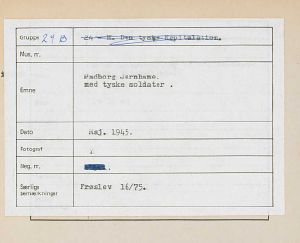 Gruppe 24 B 24 - H. Den tyske Kapitulation.
Mus. nr.
Padborg Jernbane.
med tyske soldater .
Emne
Dato Maj. 1945.
Fotograf
Neg. nr.
Særlige Frøslev 16/75.
bemærkninger